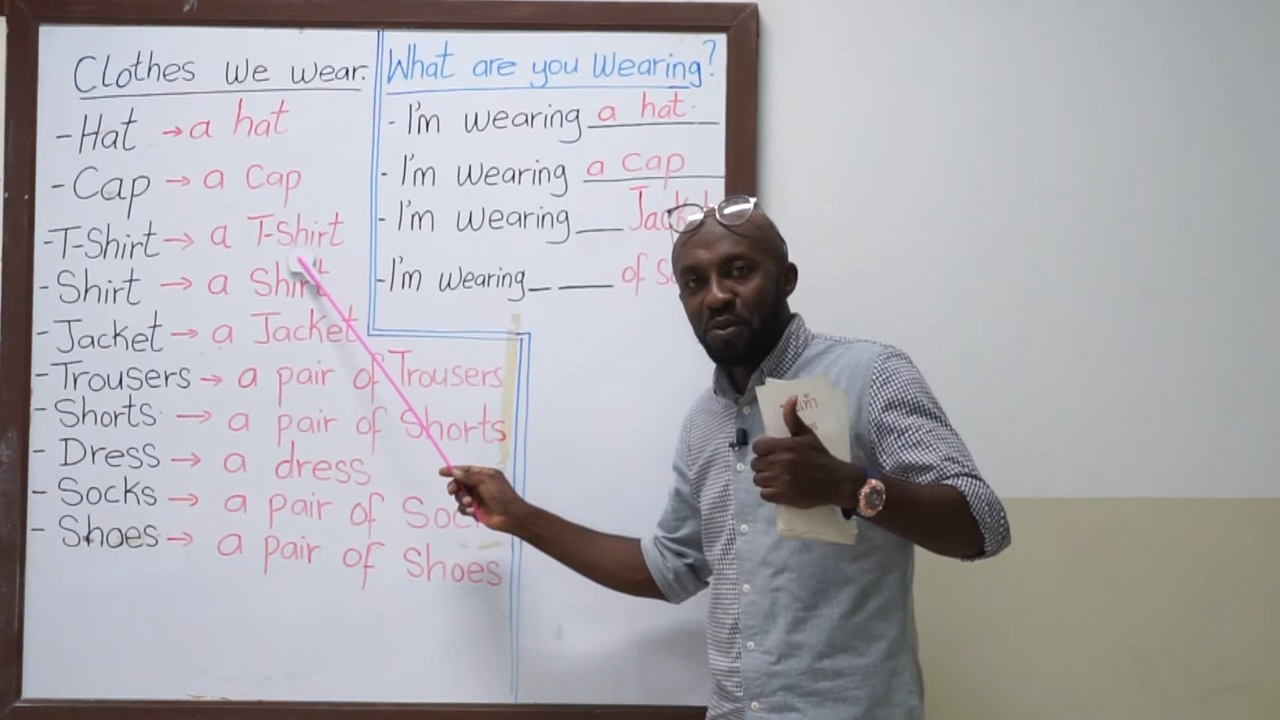 Clothes We wear.
- Hat → a hat
- Cap → a Cap
- T-Shirt → a T-Shirt
- Shirt → a Shirt
- Jacket → a Jacket
- Trousers → a pair of Trousers
- Shorts → a pair of Shorts
- Dress → a dress
- Socks → a pair of
- Shoes → a pair of Shoes
What are you Wearing?
- I'm wearing a hat.
- I'm wearing a cap
- I'm wearing __ Jacket
- I'm wearing __ ___ of